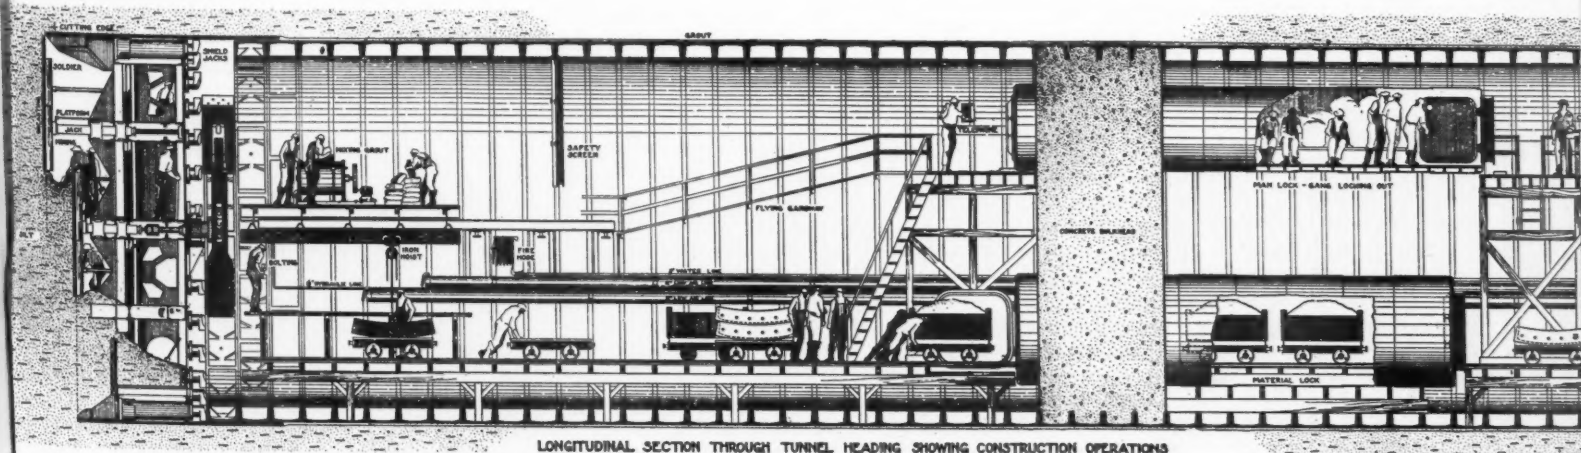 CUTTING EDGE
GROUT
SHIELD
JACKS
SOLDIER
PLATFORM
JACK
MIXING GROUT
SAFETY
SCREEN
TELEPHONE
MAN LOCK - GANG LOCKING OUT
FLYING GANGWAY
CONCRETE BULKHEAD
SILT
IRON
HOIST
FIRE
HOSE
BOLTING
HYDRAULIC LINE
WATER LINE
MATERIAL LOCK
LONGITUDINAL SECTION THROUGH TUNNEL HEADING SHOWING CONSTRUCTION OPERATIONS